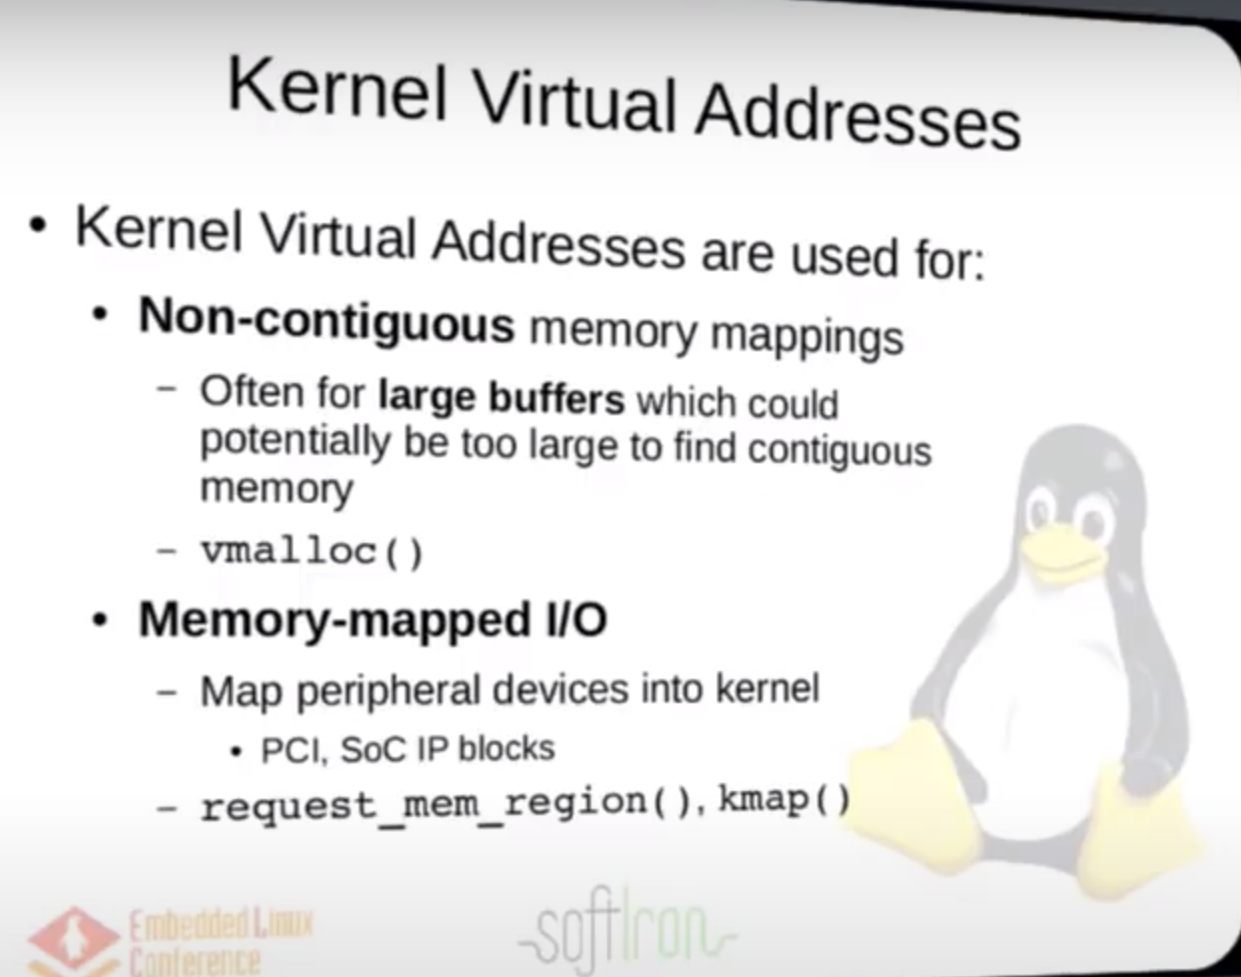 Kernel Virtual Addresses
• Kernel Virtual Addresses are used for:
• Non-contiguous memory mappings
– Often for large buffers which could
potentially be too large to find contiguous
memory
– vmalloc()
• Memory-mapped I/O
– Map peripheral devices into kernel
• PCI, SoC IP blocks
– request_mem_region(), kmap()
Embedded Linux
Conference
softIron